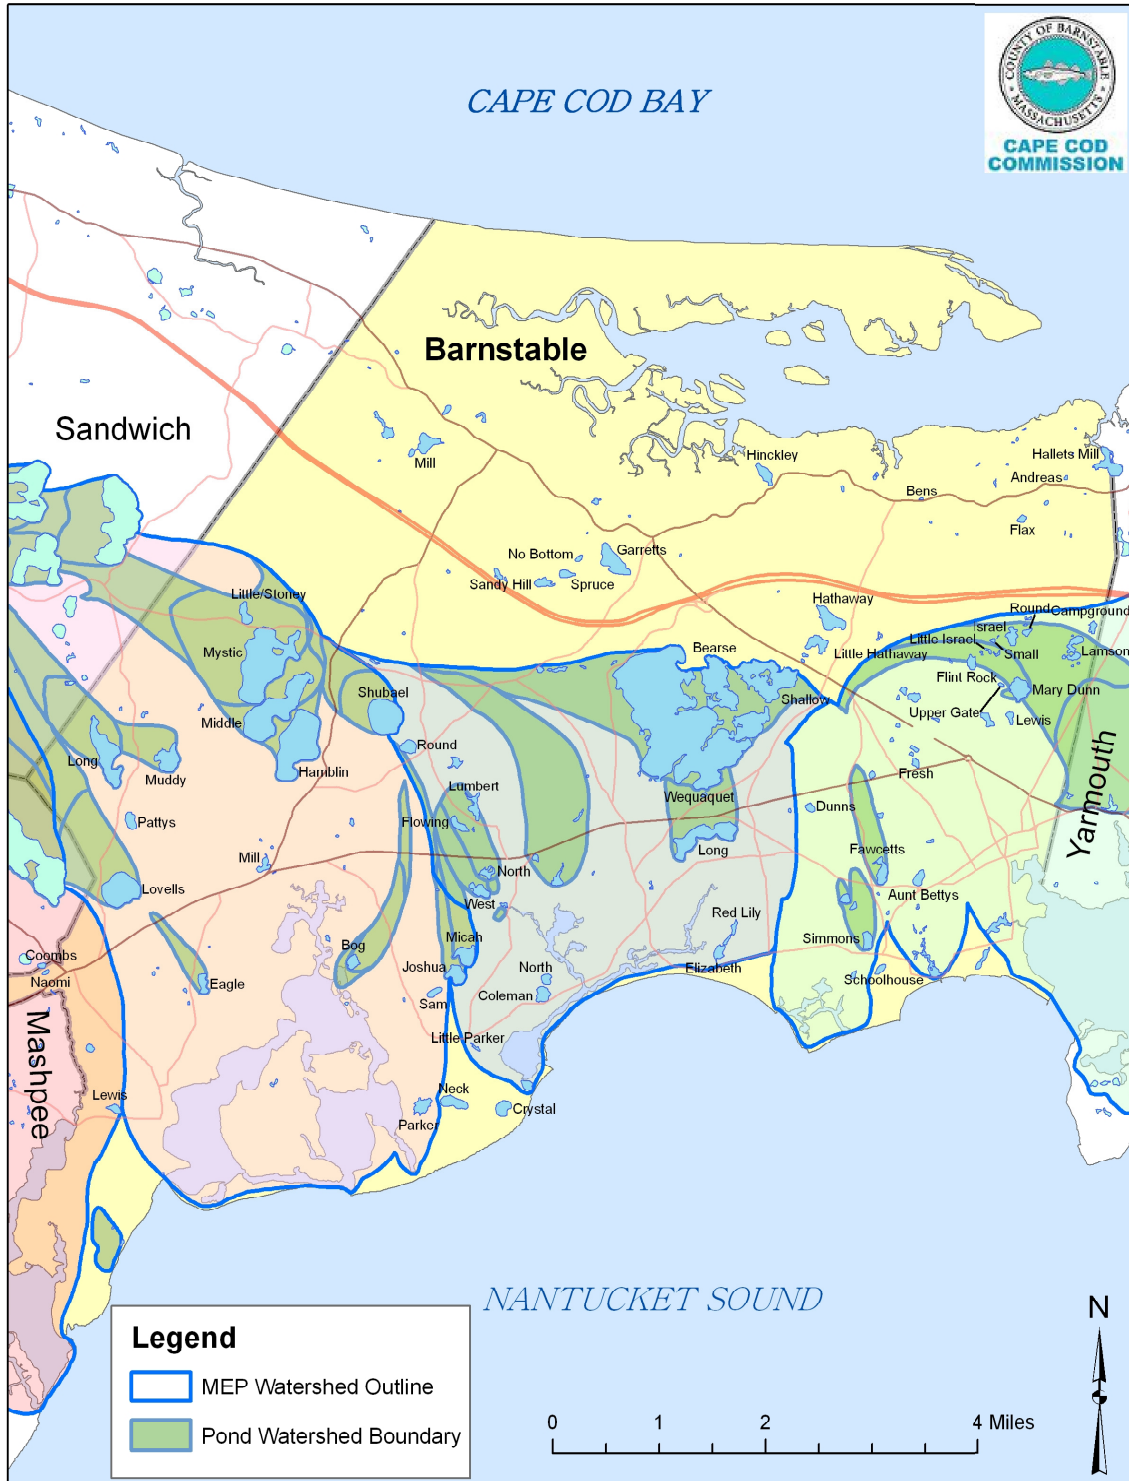 COUNTY OF BARNSTABLE
MASSACHUSETTS
CAPE COD
COMMISSION
CAPE COD BAY
Barnstable
Sandwich
Mill
Hinckley
Hallets Mill
Andreas
Bens
Flax
No Bottom
Garretts
Sandy Hill
Spruce
Little/Stoney
Hathaway
Round
Campground
Israel
Little Israel
Small
Lamson
Mystic
Bearse
Little Hathaway
Flint Rock
Mary Dunn
Shubael
Shallow
Upper Gate
Lewis
Middle
Round
Long
Muddy
Hamblin
Fresh
Lumbert
Wequaquet
Dunns
Pattys
Flowing
Yarmouth
Mill
Long
Fawcetts
Lovells
North
West
Aunt Bettys
Red Lily
Micah
Simmons
Bog
Coombs
Joshua
North
Elizabeth
Naomi
Eagle
Sam
Coleman
Schoolhouse
Mashpee
Little Parker
Lewis
Neck
Crystal
Parker
NANTUCKET SOUND
N
Legend
MEP Watershed Outline
Pond Watershed Boundary
0 1 2 4 Miles